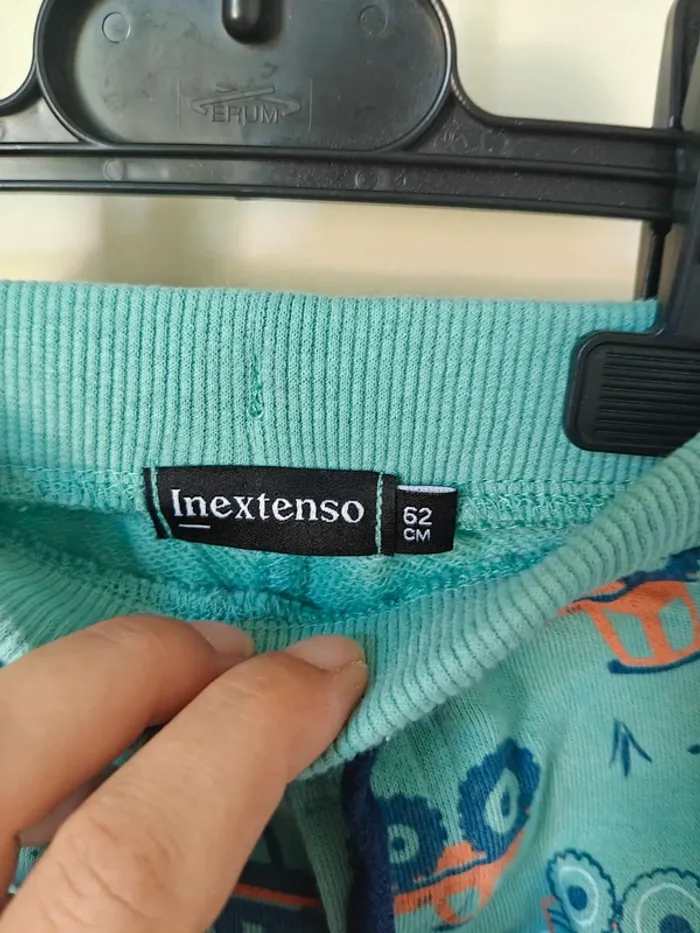 ERUM
Inextenso
62
CM